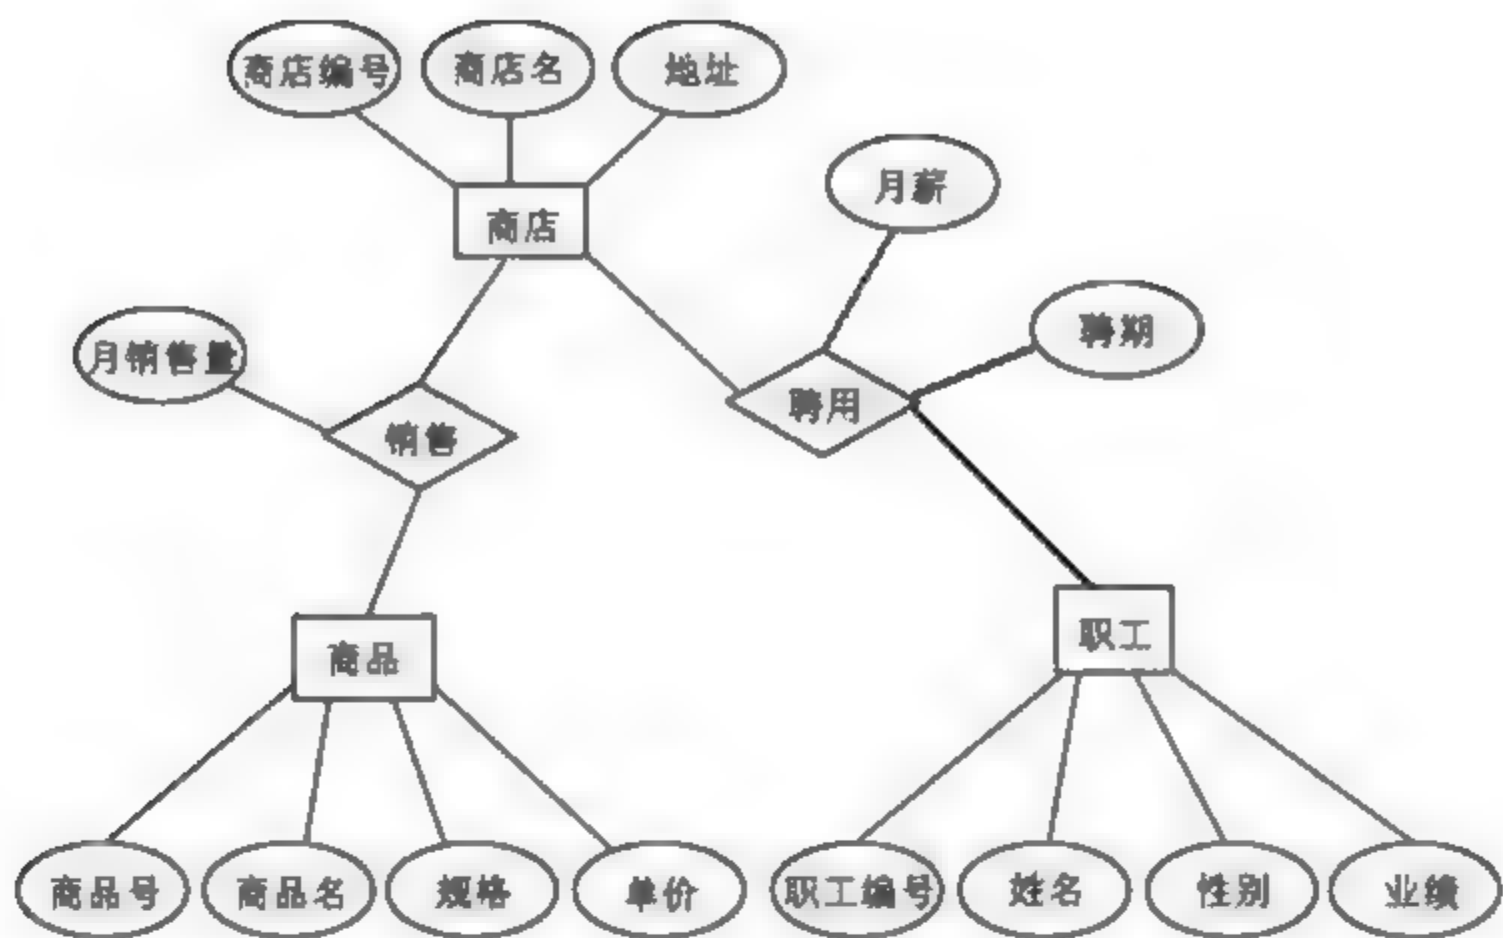 商店编号
商店名
地址
月薪
商店
聘期
月销售量
聘用
销售
职工
商品
商品号
商品名
规格
单价
职工编号
姓名
性别
业绩